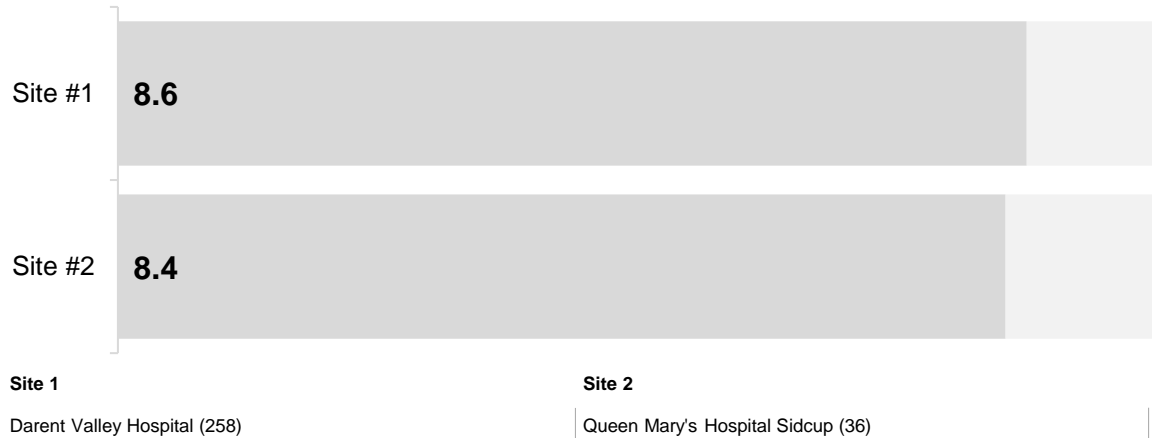 Site #1 8.6
Site #2 8.4
Site 1 Site 2
Darent Valley Hospital (258) Queen Mary's Hospital Sidcup (36)